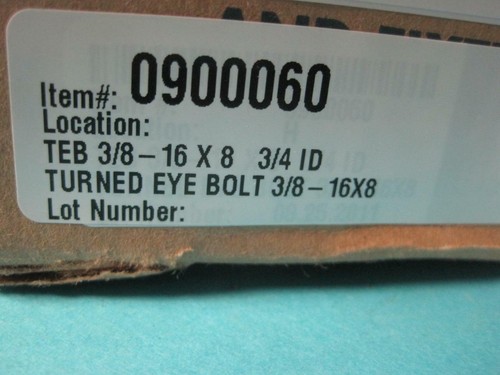 Item#: 0900060
Location:
TEB 3/8-16 X 8 3/4 ID
TURNED EYE BOLT 3/8-16X8
Lot Number: